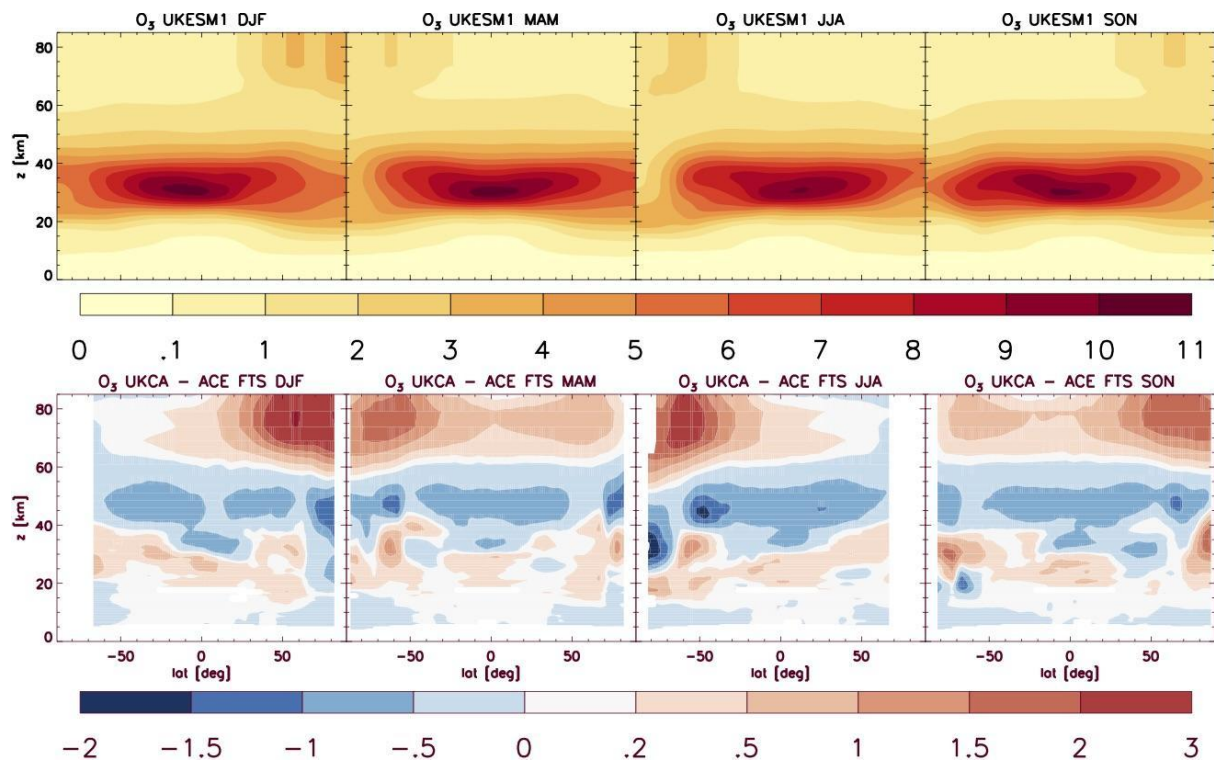 O3 UKESM1 DJF O3 UKESM1 MAM O3 UKESM1 JJA O3 UKESM1 SON
80
60
z [km]
40
20
0
0 .1 1 2 3 4 5 6 7 8 9 10 11
O3 UKCA – ACE FTS DJF O3 UKCA – ACE FTS MAM O3 UKCA – ACE FTS JJA O3 UKCA – ACE FTS SON
80
60
z [km]
40
20
0
-50 0 50 -50 0 50 -50 0 50 -50 0 50
lat [deg] lat [deg] lat [deg] lat [deg]
-2 -1.5 -1 -.5 0 .2 .5 1 1.5 2 3